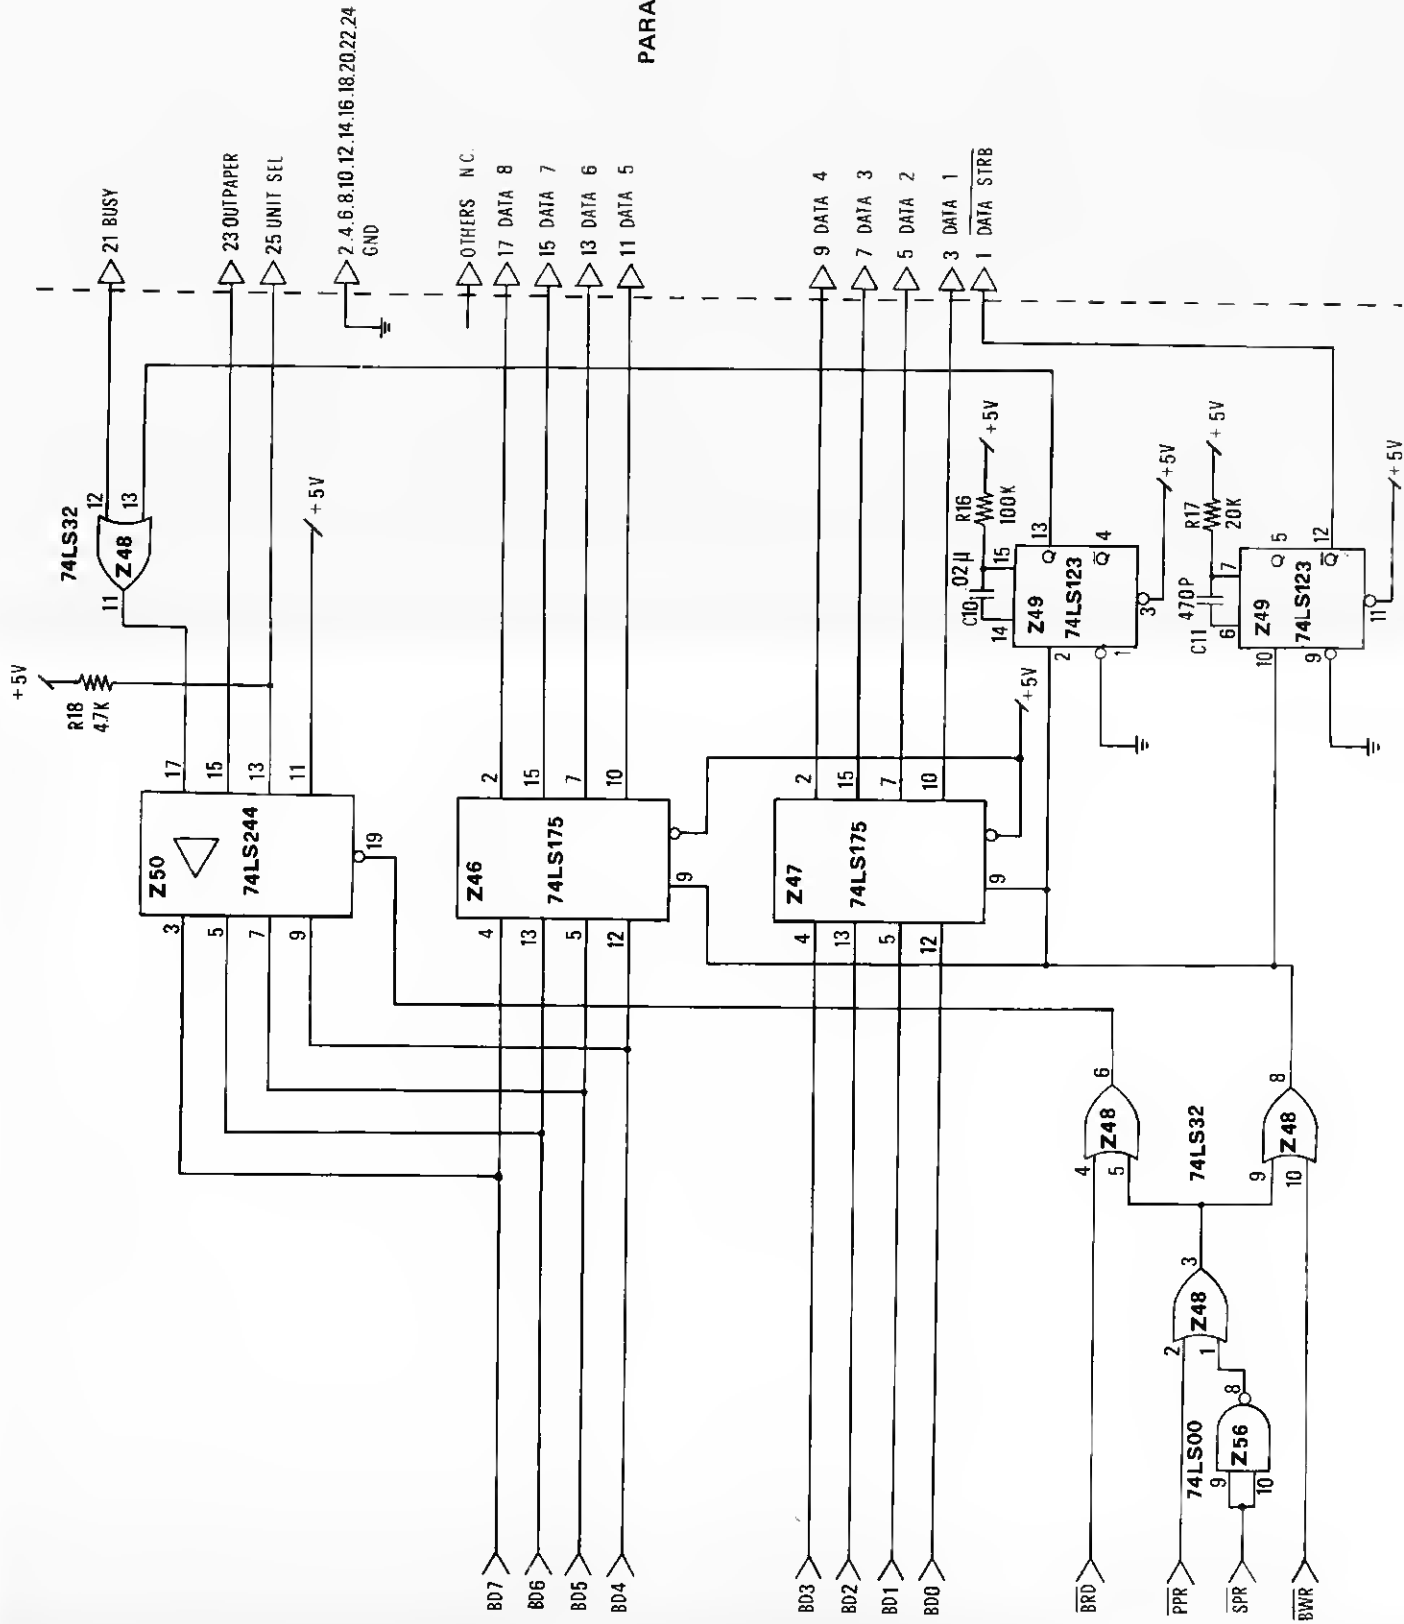 PARA
+5V
R18
4.7K
74LS32
12
13
Z48
11
21 BUSY
23 OUTPAPER
25 UNIT SEL
2.4.6.8.10.12.14.16.18.20.22.24
GND
+5V
Z50
74LS244
17
15
13
11
19
3
5
7
9
OTHERS N.C.
17 DATA 8
15 DATA 7
13 DATA 6
11 DATA 5
Z46
74LS175
2
15
7
10
9
4
13
5
12
BD7
BD6
BD5
BD4
9 DATA 4
7 DATA 3
5 DATA 2
3 DATA 1
1 DATA STRB
Z47
74LS175
2
15
7
10
9
4
13
5
12
BD3
BD2
BD1
BD0
+5V
R16
100K
+5V
C10
.02 µ
14
15
Z49
74LS123
13
Q
Q
4
2
1
3
+5V
R17
20K
+5V
C11
470P
6
7
Z49
74LS123
5
Q
Q
12
10
9
11
+5V
4
5
Z48
6
74LS32
9
10
Z48
8
2
1
Z48
3
74LS00
9
10
Z56
8
BRD
PPR
SPR
BWR